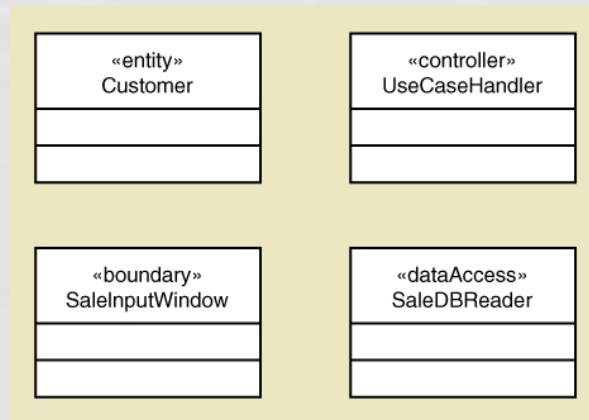 «entity»
Customer
«controller»
UseCaseHandler
«boundary»
SaleInputWindow
«dataAccess»
SaleDBReader